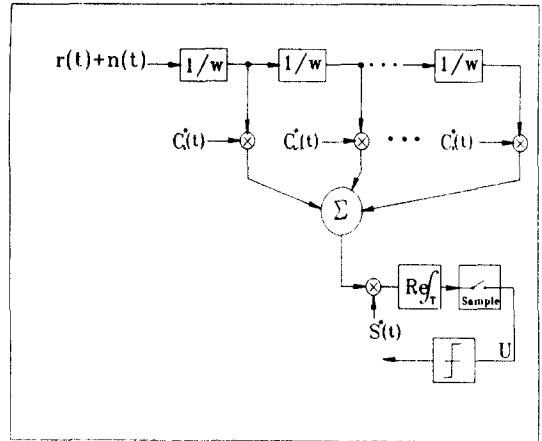 r(t)+n(t) 1/w 1/w ... 1/w
C*(t) C*(t) ... C*(t)
Σ
Re∫T Sample
S*(t) U